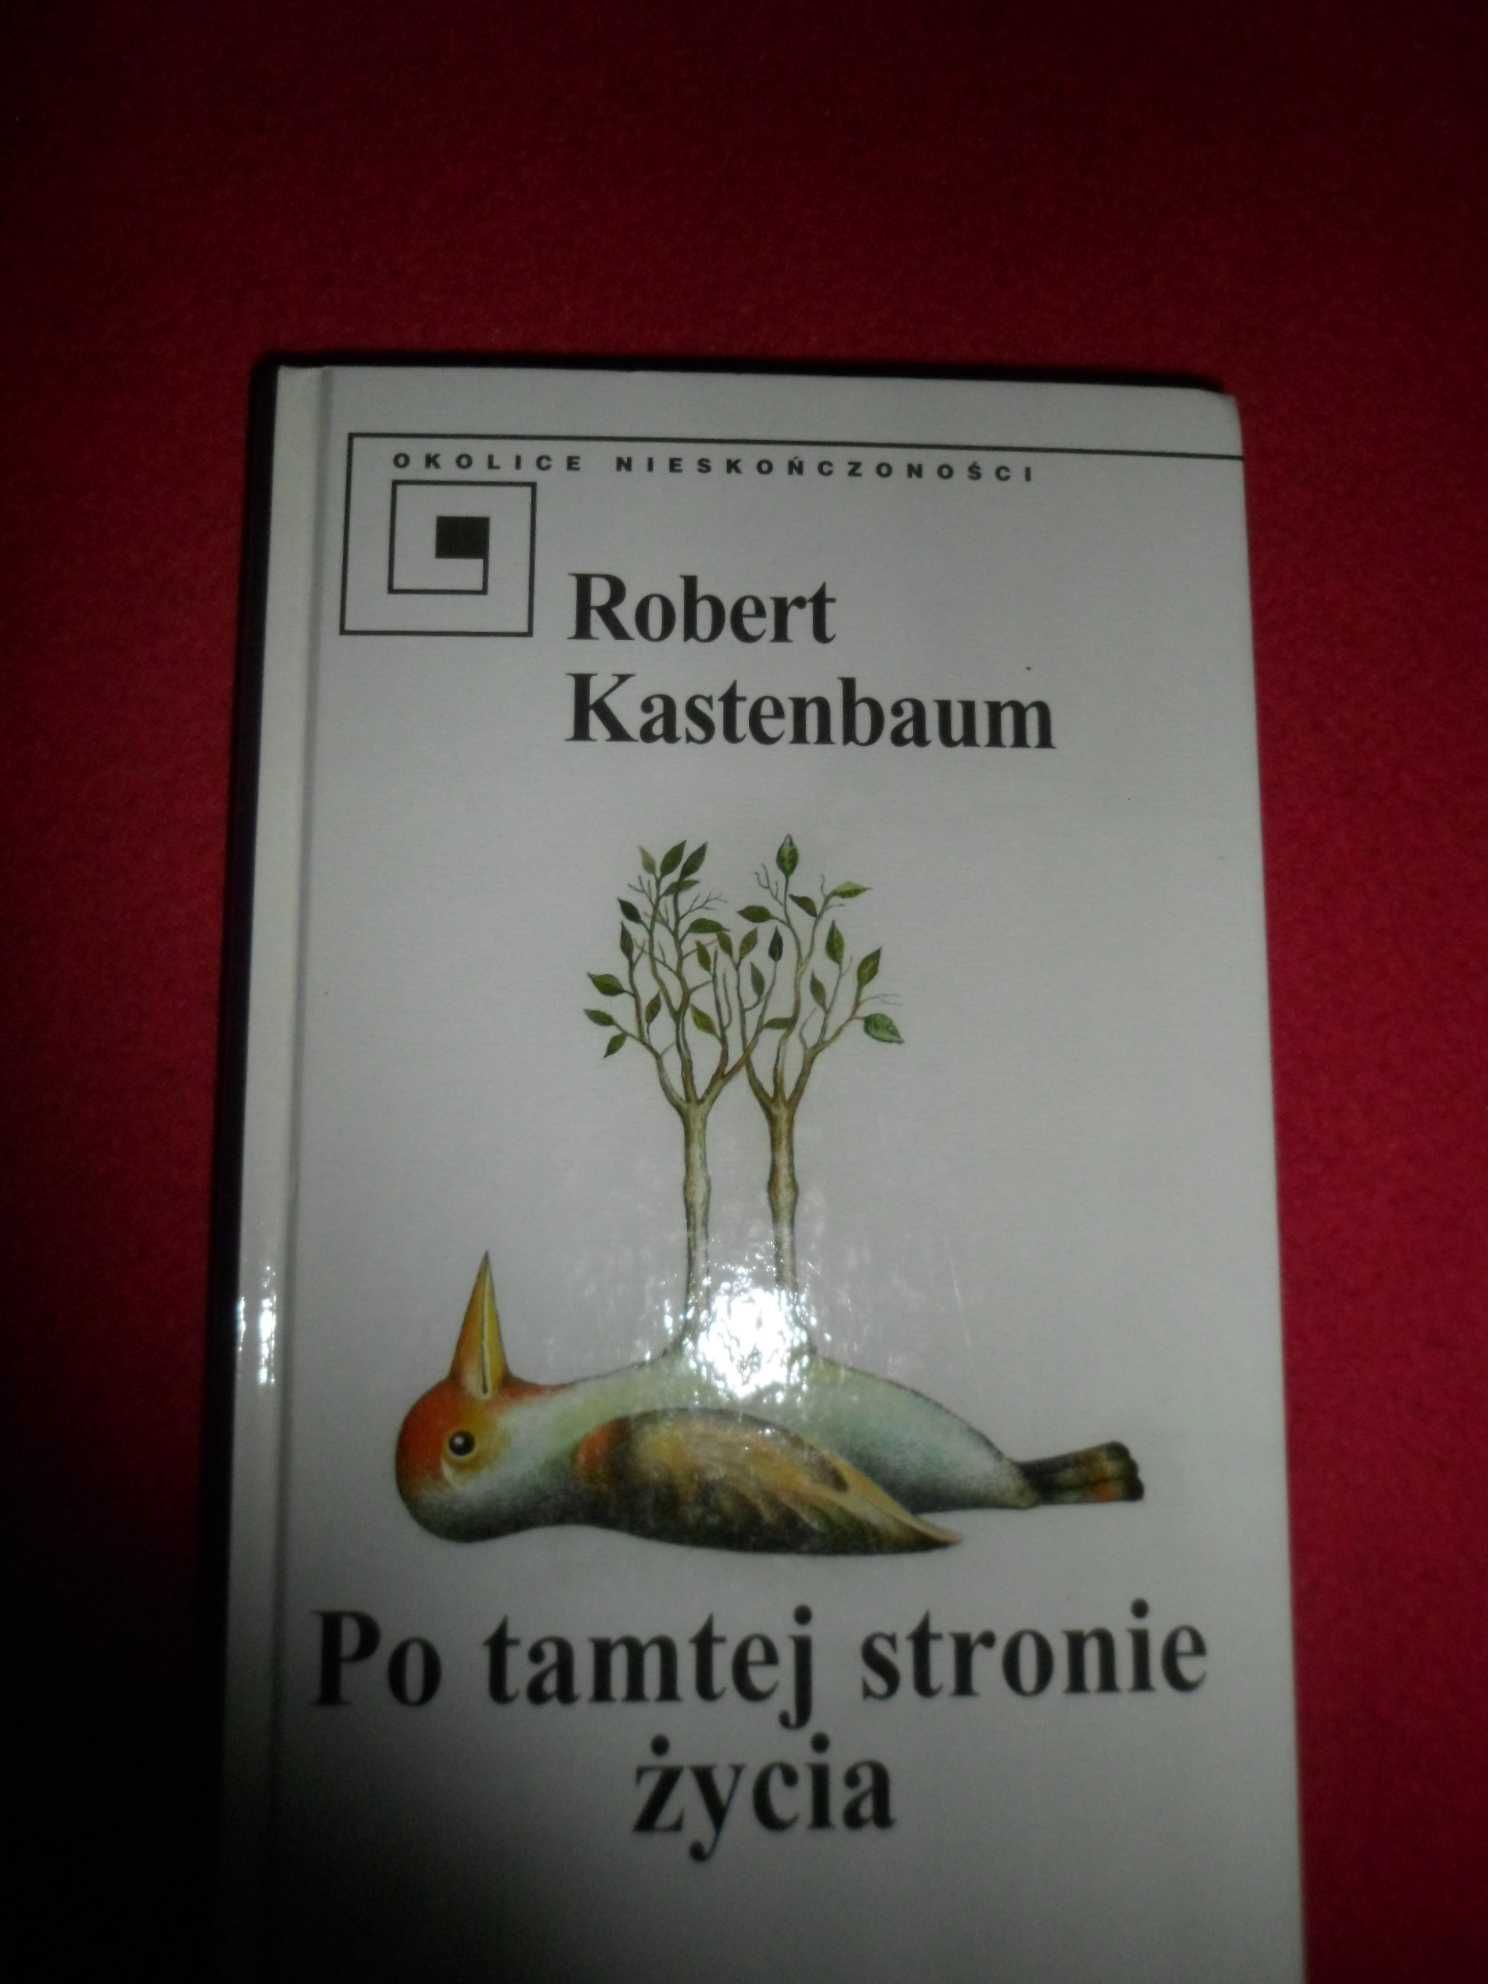 OKOLICE NIESKOŃCZONOŚCI
Robert
Kastenbaum
Po tamtej stronie
życia